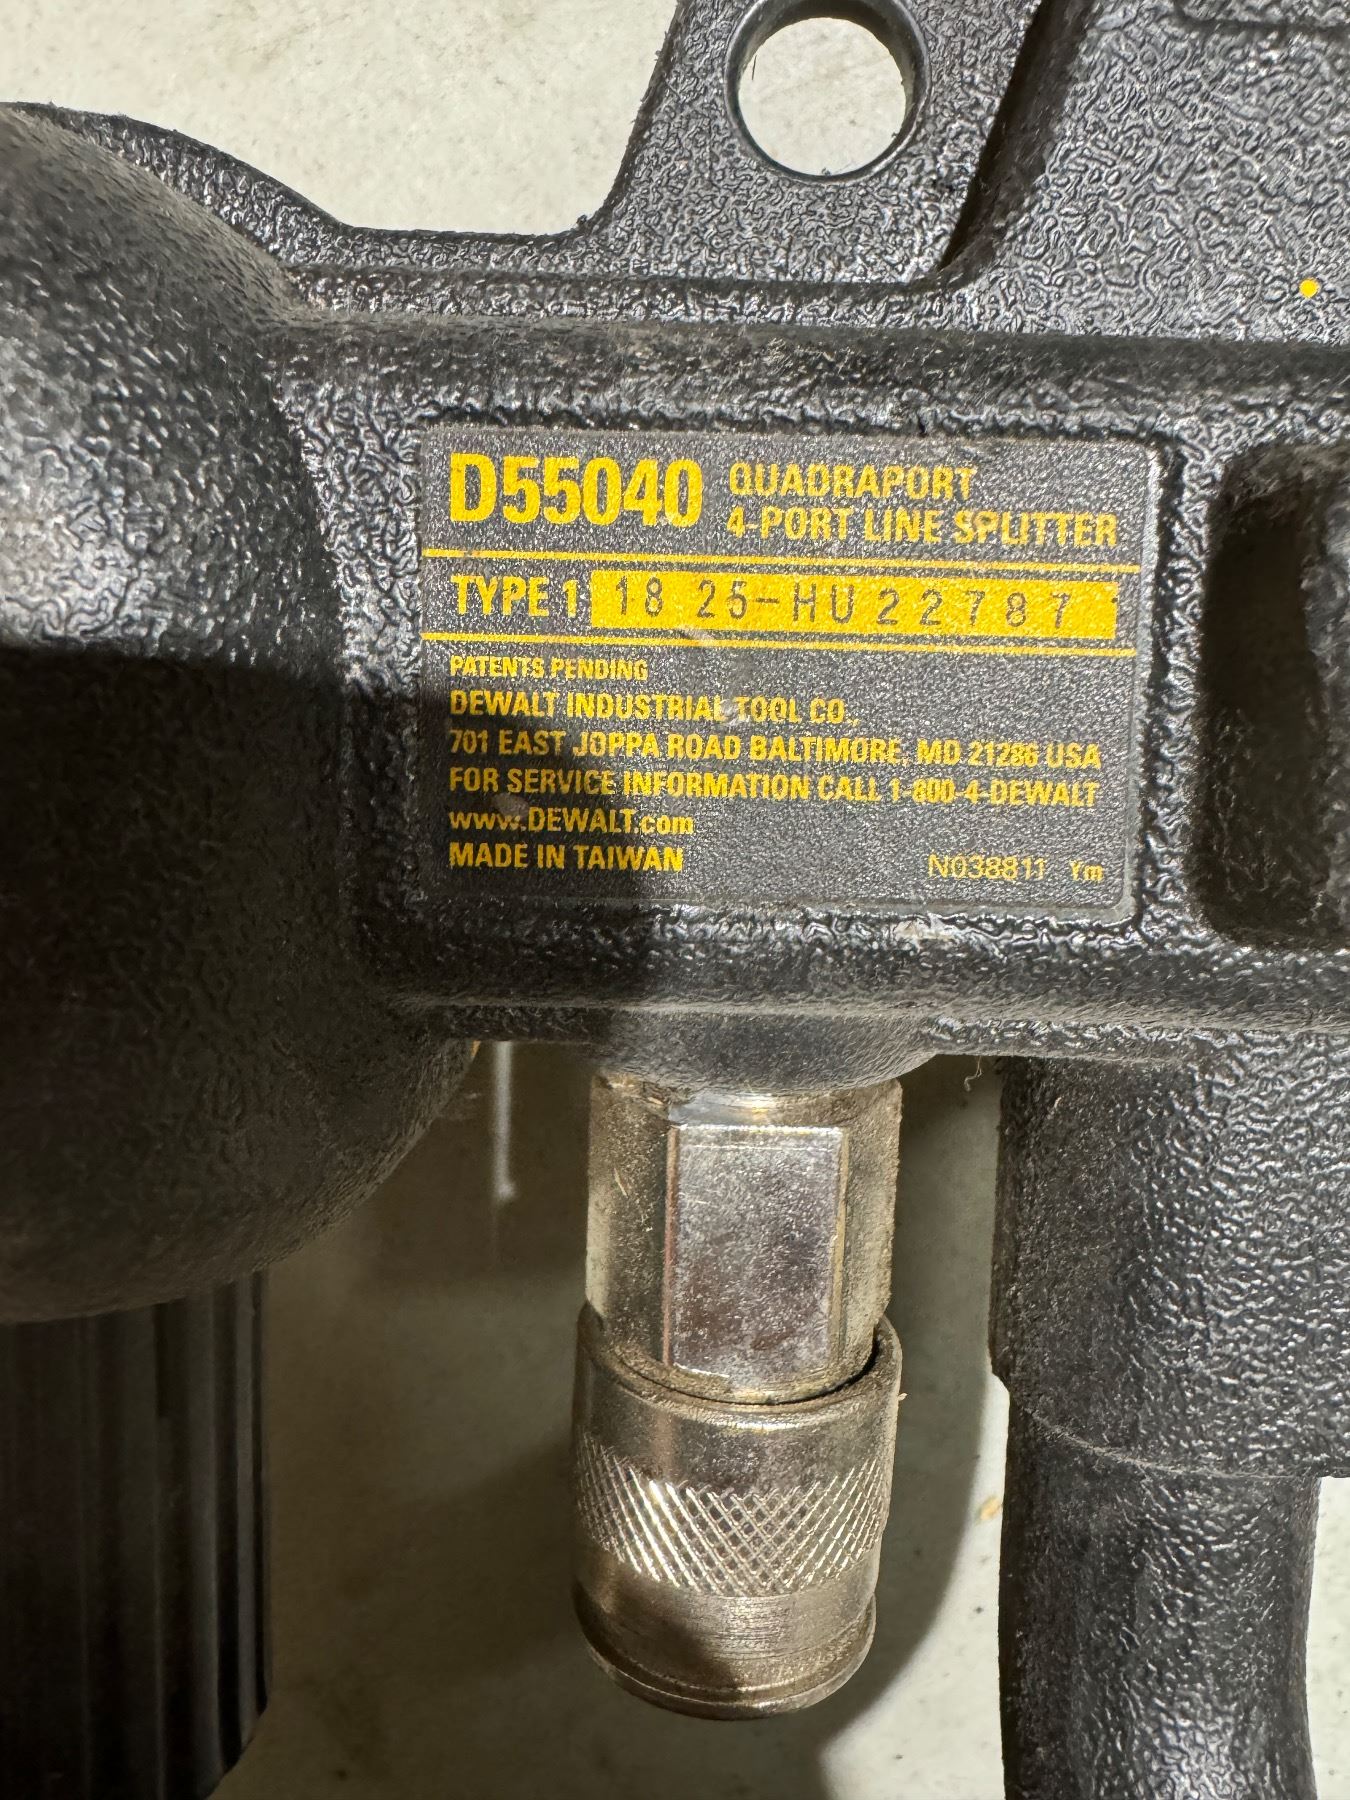 D55040 QUADRAPORT
4-PORT LINE SPLITTER
TYPE 1 18 25-HU 22787
PATENTS PENDING
DEWALT INDUSTRIAL TOOL CO.,
701 EAST JOPPA ROAD BALTIMORE, MD 21286 USA
FOR SERVICE INFORMATION CALL 1-800-4-DEWALT
www.DEWALT.com
MADE IN TAIWAN N038811 Ym